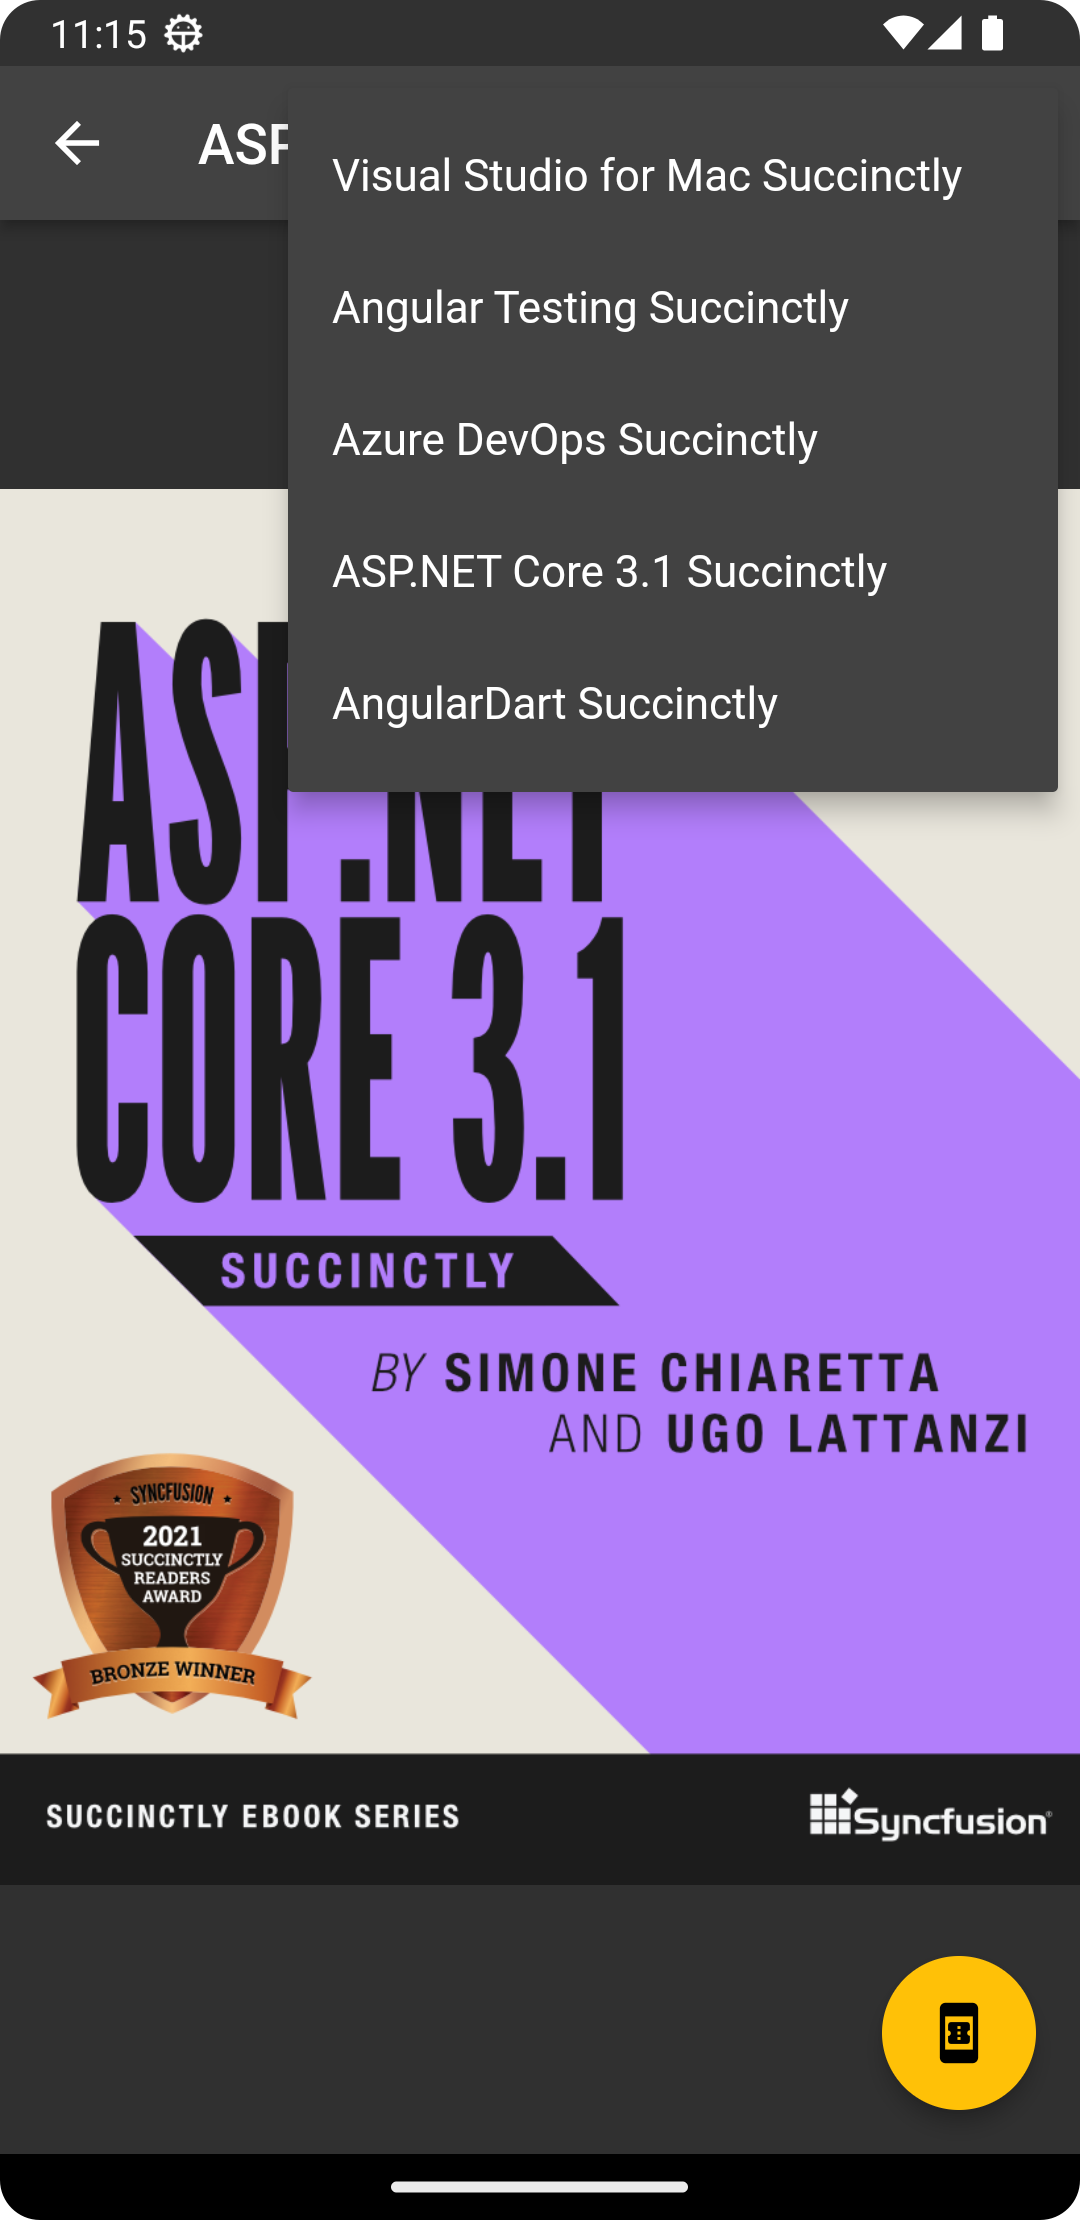 11:15
ASP
Visual Studio for Mac Succinctly
Angular Testing Succinctly
Azure DevOps Succinctly
ASP.NET Core 3.1 Succinctly
AngularDart Succinctly
ASP.NET
CORE 3.1
SUCCINCTLY
BY SIMONE CHIARETTA
AND UGO LATTANZI
SYNCFUSION
2021
SUCCINCTLY
READERS
AWARD
BRONZE WINNER
SUCCINCTLY EBOOK SERIES
Syncfusion®